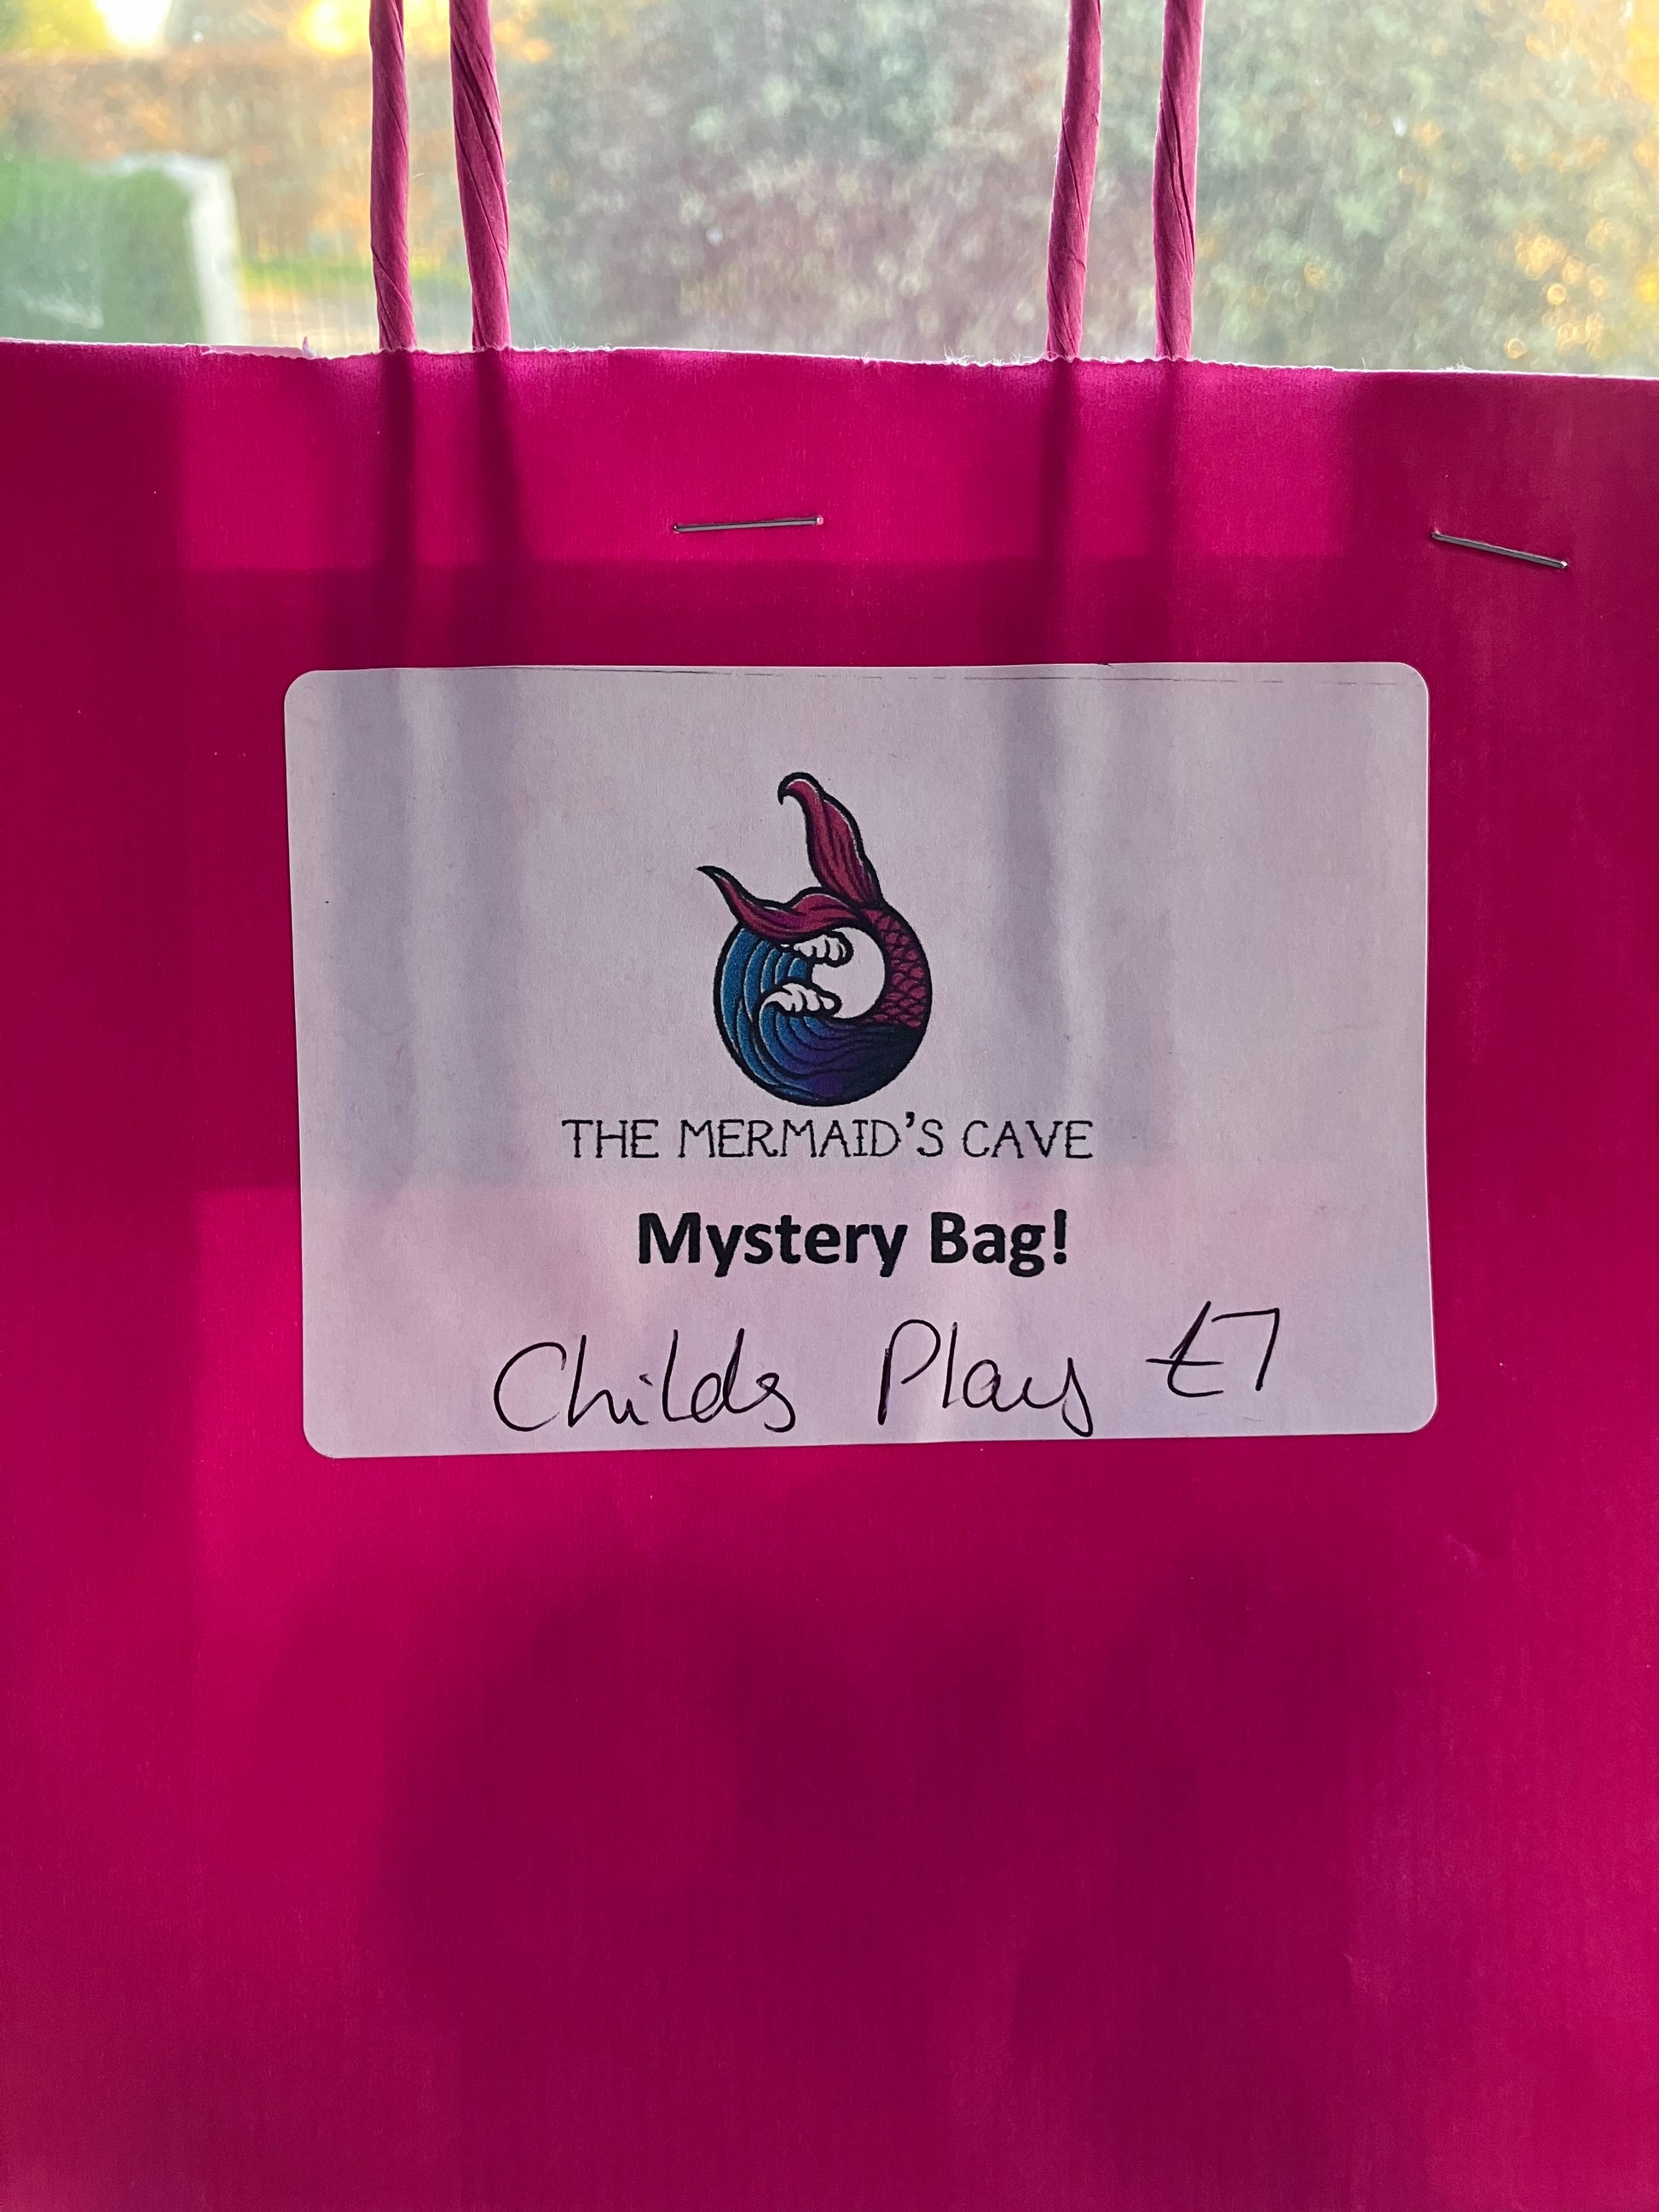 THE MERMAID'S CAVE
Mystery Bag!
Childs Play £7